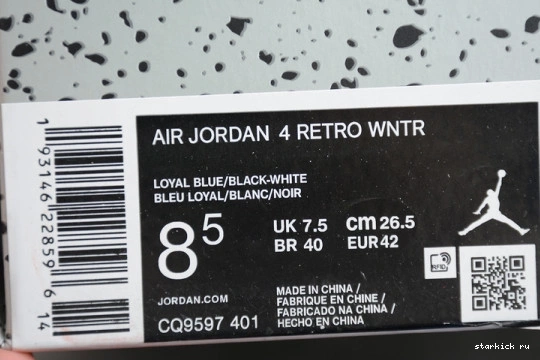 AIR JORDAN 4 RETRO WNTR
LOYAL BLUE/BLACK-WHITE
BLEU LOYAL/BLANC/NOIR
8 5
UK 7.5 cm 26.5
BR 40 EUR 42
JORDAN.COM
CQ9597 401
MADE IN CHINA /
FABRIQUE EN CHINE /
FABRICADO NA CHINA /
HECHO EN CHINA
RFID
1 93146 22859 6 14
starkick ru